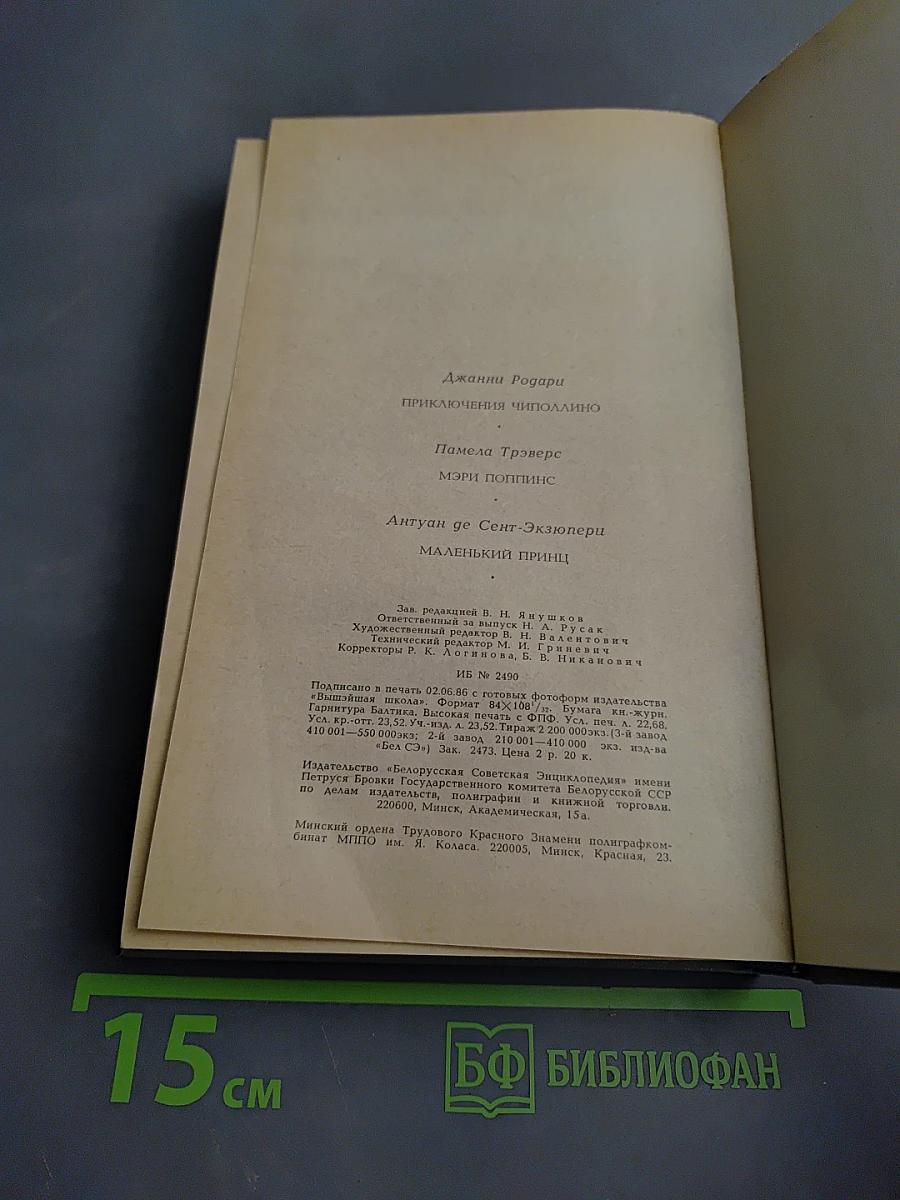 Джанни Родари
ПРИКЛЮЧЕНИЯ ЧИПОЛЛИНО
•
Памела Трэверс
МЭРИ ПОППИНС
•
Антуан де Сент-Экзюпери
МАЛЕНЬКИЙ ПРИНЦ
•
Зав. редакцией В. Н. Янушков
Ответственный за выпуск Н. А. Русак
Художественный редактор В. Н. Валентович
Технический редактор М. И. Гриневич
Корректоры Р. К. Логинова, Б. В. Никанович
ИБ № 2490
Подписано в печать 02.06.86 с готовых фотоформ издательства
«Вышэйшая школа». Формат 84×108¹/₃₂. Бумага кн.-журн.
Гарнитура Балтика. Высокая печать с ФПФ. Усл. печ. л. 22,68.
Усл. кр.-отт. 23,52. Уч.-изд. л. 23,52. Тираж 2 200 000 экз. (3-й завод
410 001—550 000экз; 2-й завод 210 001—410 000 экз. изд-ва
«Бел СЭ») Зак. 2473. Цена 2 р. 20 к.
Издательство «Белорусская Советская Энциклопедия» имени
Петруся Бровки Государственного комитета Белорусской ССР
по делам издательств, полиграфии и книжной торговли.
220600, Минск, Академическая, 15а.
Минский ордена Трудового Красного Знамени полиграфком-
бинат МППО им. Я. Коласа. 220005, Минск, Красная, 23.
15 см
БФ БИБЛИОФАН